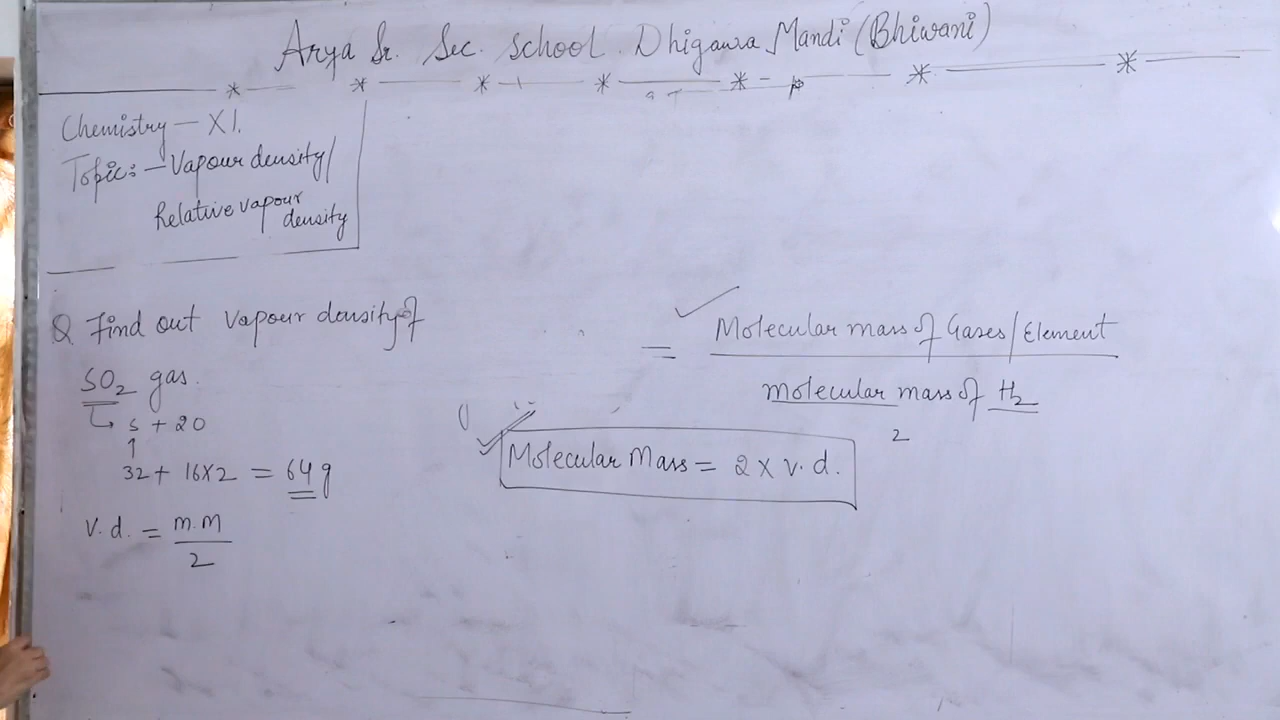 Arya Sr. Sec. School. Dhigawa Mandi (Bhiwani)
Chemistry — XI.
Topic:- Vapour density/
Relative vapour
density
Q Find out vapour density of
SO2 gas.
↳ S + 2O
↑
32 + 16×2 = 64g
V.d. = m.M
2
= Molecular mass of Gases/Element
molecular mass of H2
2
Molecular Mass = 2 × v.d.